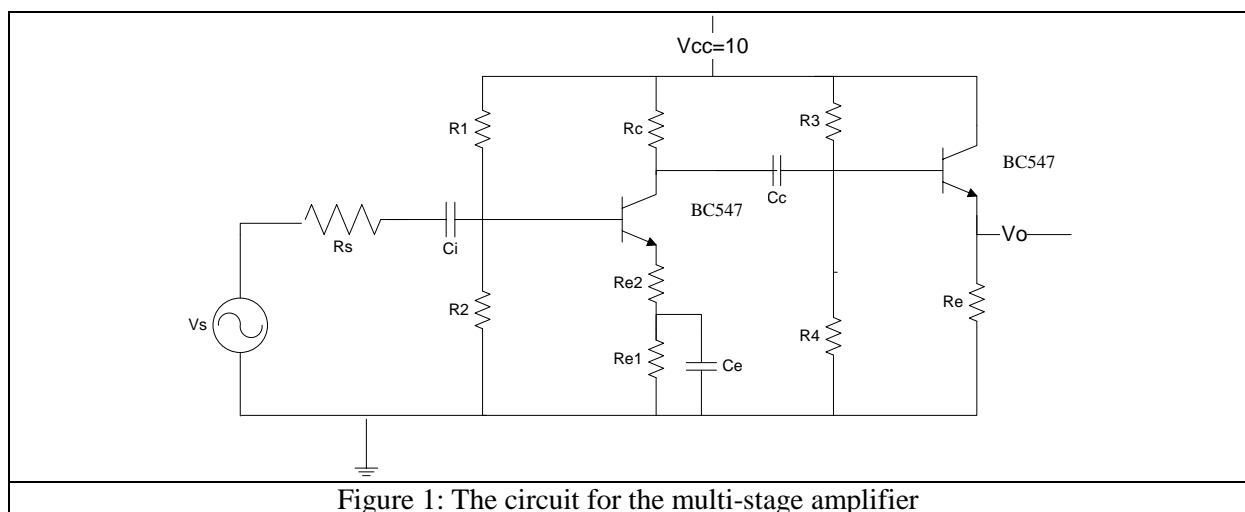 Vcc=10
R1
Rc
R3
BC547
Cc
BC547
Rs
Ci
Vo
Re2
R2
Re
Vs
R4
Re1
Ce
Figure 1: The circuit for the multi-stage amplifier